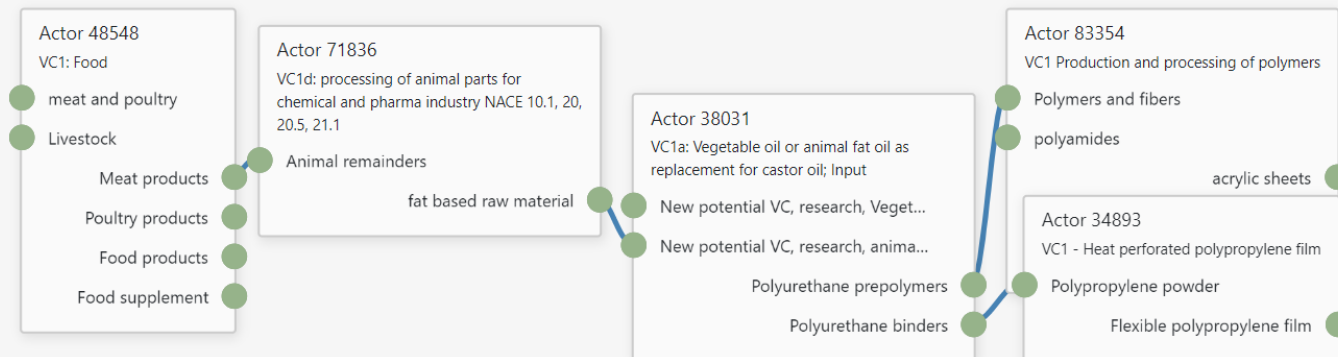 Actor 48548
VC1: Food
meat and poultry
Livestock
Meat products
Poultry products
Food products
Food supplement
Actor 71836
VC1d: processing of animal parts for
chemical and pharma industry NACE 10.1, 20,
20.5, 21.1
Animal remainders
fat based raw material
Actor 38031
VC1a: Vegetable oil or animal fat oil as
replacement for castor oil; Input
New potential VC, research, Veget...
New potential VC, research, anima...
Polyurethane prepolymers
Polyurethane binders
Actor 83354
VC1 Production and processing of polymers
Polymers and fibers
polyamides
acrylic sheets
Actor 34893
VC1 - Heat perforated polypropylene film
Polypropylene powder
Flexible polypropylene film